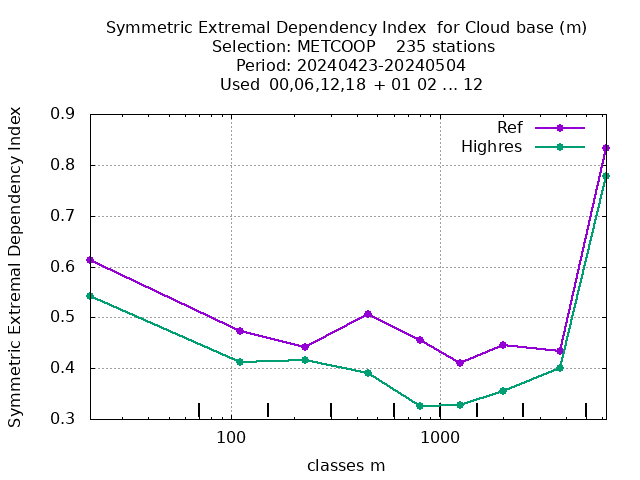 Symmetric Extremal Dependency Index  for Cloud base (m)
Selection: METCOOP    235 stations
Period: 20240423-20240504
Used  00,06,12,18  + 01 02 ... 12
Symmetric Extremal Dependency Index
0.9
0.8
0.7
0.6
0.5
0.4
0.3
Ref
Highres
100
1000
classes m